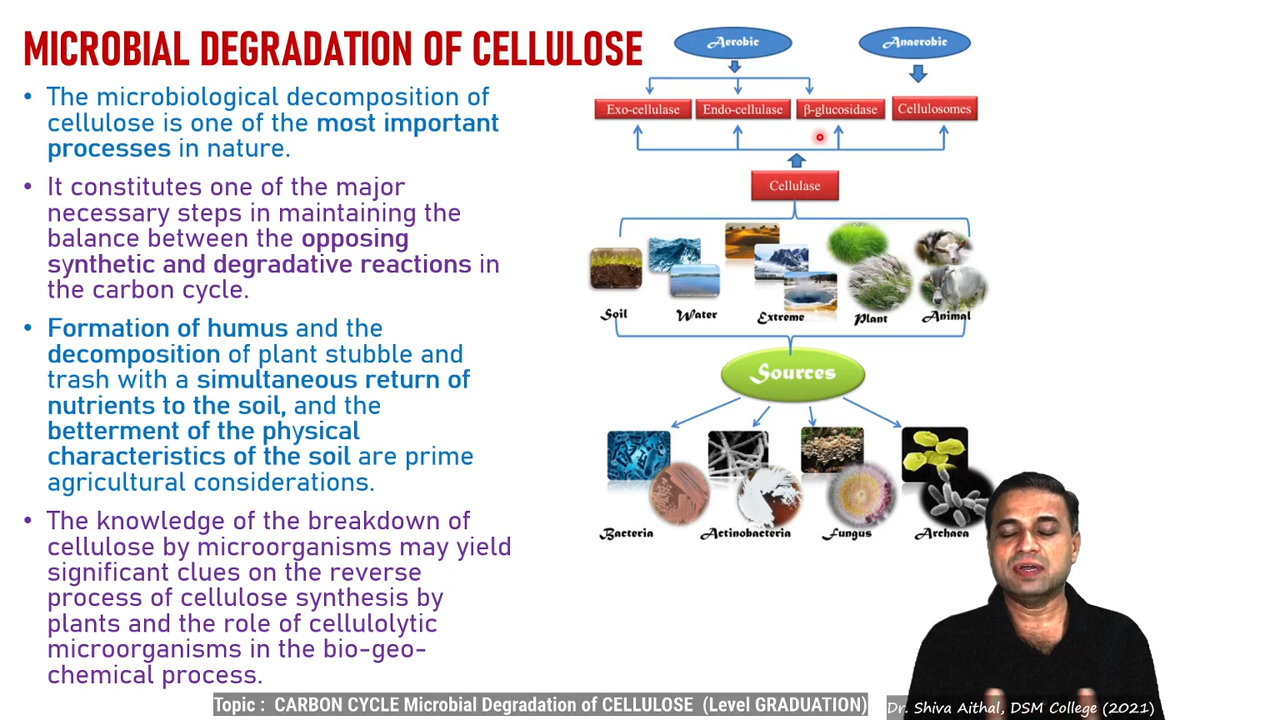 MICROBIAL DEGRADATION OF CELLULOSE
• The microbiological decomposition of
cellulose is one of the most important
processes in nature.
• It constitutes one of the major
necessary steps in maintaining the
balance between the opposing
synthetic and degradative reactions in
the carbon cycle.
• Formation of humus and the
decomposition of plant stubble and
trash with a simultaneous return of
nutrients to the soil, and the
betterment of the physical
characteristics of the soil are prime
agricultural considerations.
• The knowledge of the breakdown of
cellulose by microorganisms may yield
significant clues on the reverse
process of cellulose synthesis by
plants and the role of cellulolytic
microorganisms in the bio-geo-
chemical process.
Aerobic
Anaerobic
Exo-cellulase
Endo-cellulase
β-glucosidase
Cellulosomes
Cellulase
Soil
Water
Extreme
Plant
Animal
Sources
Bacteria
Actinobacteria
Fungus
Archaea
Topic : CARBON CYCLE Microbial Degradation of CELLULOSE (Level GRADUATION)
Dr. Shiva Aithal, DSM College (2021)